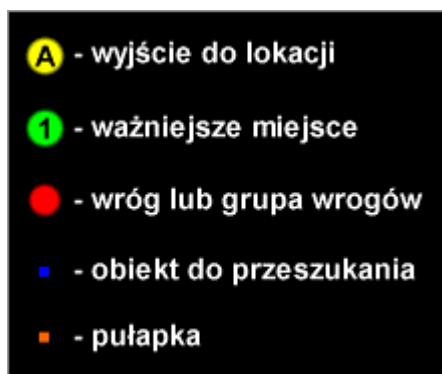 A - wyjście do lokacji
1 - ważniejsze miejsce
- wróg lub grupa wrogów
- obiekt do przeszukania
- pułapka